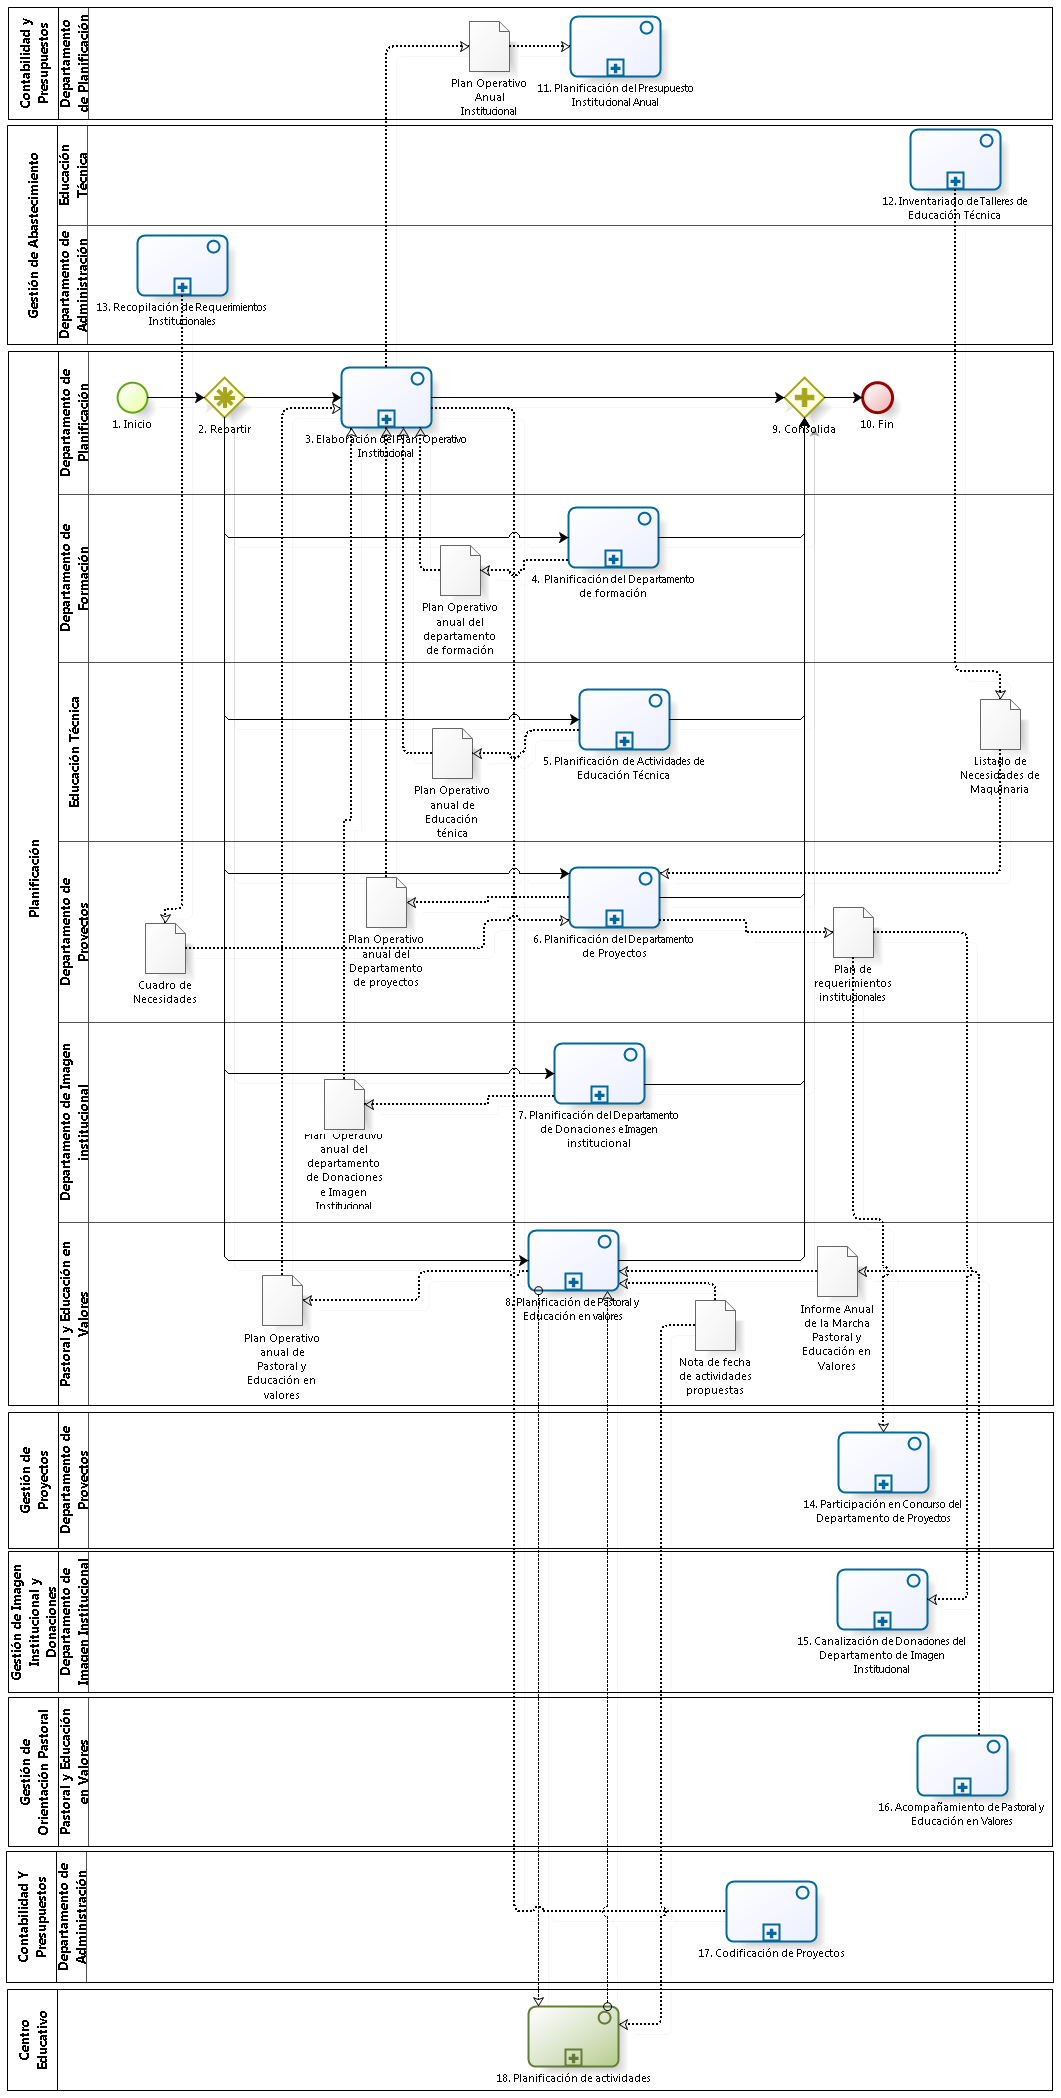 Contabilidad y
Presupuestos
Departamento
de Planificación
Plan Operativo
Anual
Institucional
11. Planificación del Presupuesto
Institucional Anual
Gestión de Abastecimiento
Educación
Técnica
12. Inventariado de Talleres de
Educación Técnica
Departamento de
Administración
13. Recopilación de Requerimientos
Institucionales
Planificación
Departamento de
Planificación
1. Inicio
2. Repartir
3. Elaboración del Plan Operativo
Institucional
9. Consolida
10. Fin
Departamento de
Formación
Plan Operativo
anual del
departamento
de formación
4. Planificación del Departamento
de formación
Educación Técnica
Plan Operativo
anual de
Educación
ténica
5. Planificación de Actividades de
Educación Técnica
Listado de
Necesidades de
Maquinaria
Departamento de
Proyectos
Cuadro de
Necesidades
Plan Operativo
anual del
Departamento
de proyectos
6. Planificación del Departamento
de Proyectos
Plan de
requerimientos
institucionales
Departamento de Imagen
institucional
Plan Operativo
anual del
departamento
de Donaciones
e Imagen
Institucional
7. Planificación del Departamento
de Donaciones e Imagen
institucional
Pastoral y Educación en
Valores
Plan Operativo
anual de
Pastoral y
Educación en
valores
8. Planificación de Pastoral y
Educación en valores
Nota de fecha
de actividades
propuestas
Informe Anual
de la Marcha
Pastoral y
Educación en
Valores
Gestión de
Proyectos
Departamento de
Proyectos
14. Participación en Concurso del
Departamento de Proyectos
Gestión de Imagen
Institucional y
Donaciones
Departamento de
Imagen Institucional
15. Canalización de Donaciones del
Departamento de Imagen
Institucional
Gestión de
Orientación Pastoral
Pastoral y Educación
en Valores
16. Acompañamiento de Pastoral y
Educación en Valores
Contabilidad Y
Presupuestos
Departamento de
Administración
17. Codificación de Proyectos
Centro
Educativo
18. Planificación de actividades